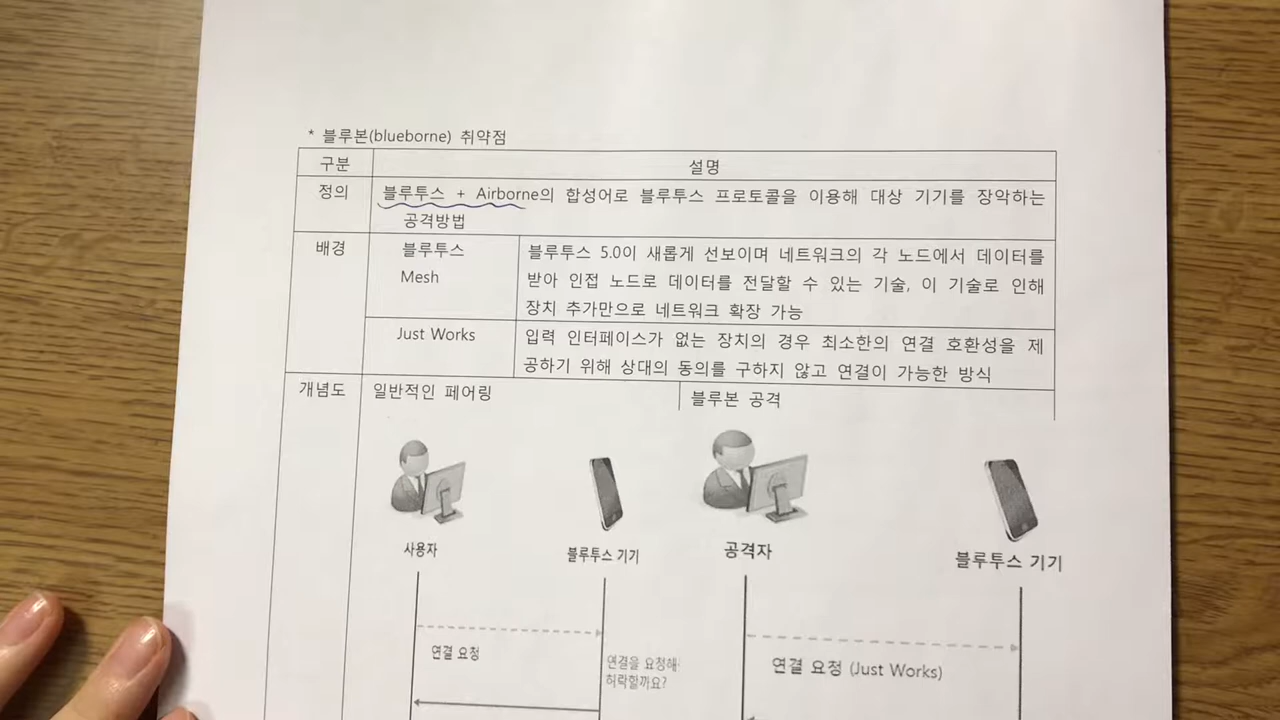 * 블루본(blueborne) 취약점
구분
설명
정의
블루투스 + Airborne의 합성어로 블루투스 프로토콜을 이용해 대상 기기를 장악하는
공격방법
배경
블루투스
Mesh
블루투스 5.0이 새롭게 선보이며 네트워크의 각 노드에서 데이터를
받아 인접 노드로 데이터를 전달할 수 있는 기술, 이 기술로 인해
장치 추가만으로 네트워크 확장 가능
Just Works
입력 인터페이스가 없는 장치의 경우 최소한의 연결 호환성을 제
공하기 위해 상대의 동의를 구하지 않고 연결이 가능한 방식
개념도
일반적인 페어링
블루본 공격
사용자
블루투스 기기
공격자
블루투스 기기
연결 요청
연결을 요청해
허락할까요?
연결 요청 (Just Works)